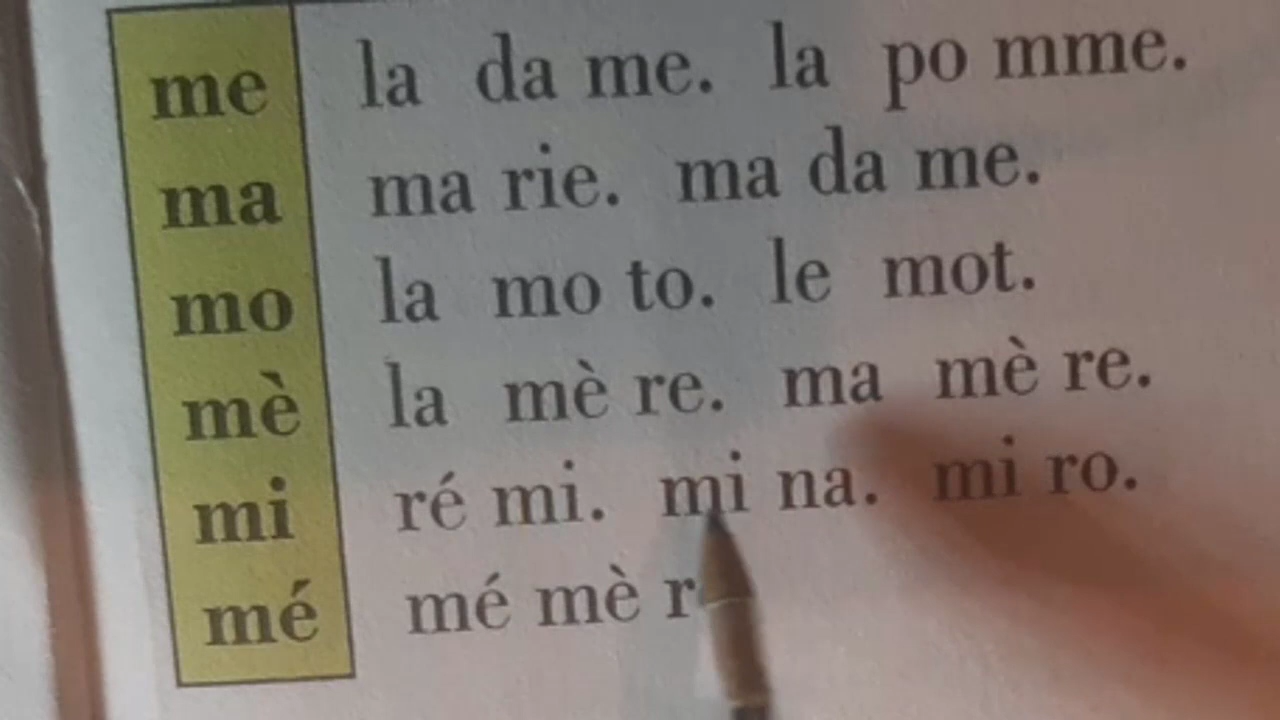 me la da me. la po mme.
ma ma rie. ma da me.
mo la mo to. le mot.
mè la mè re. ma mè re.
mi ré mi. mi na. mi ro.
mé mé mè r